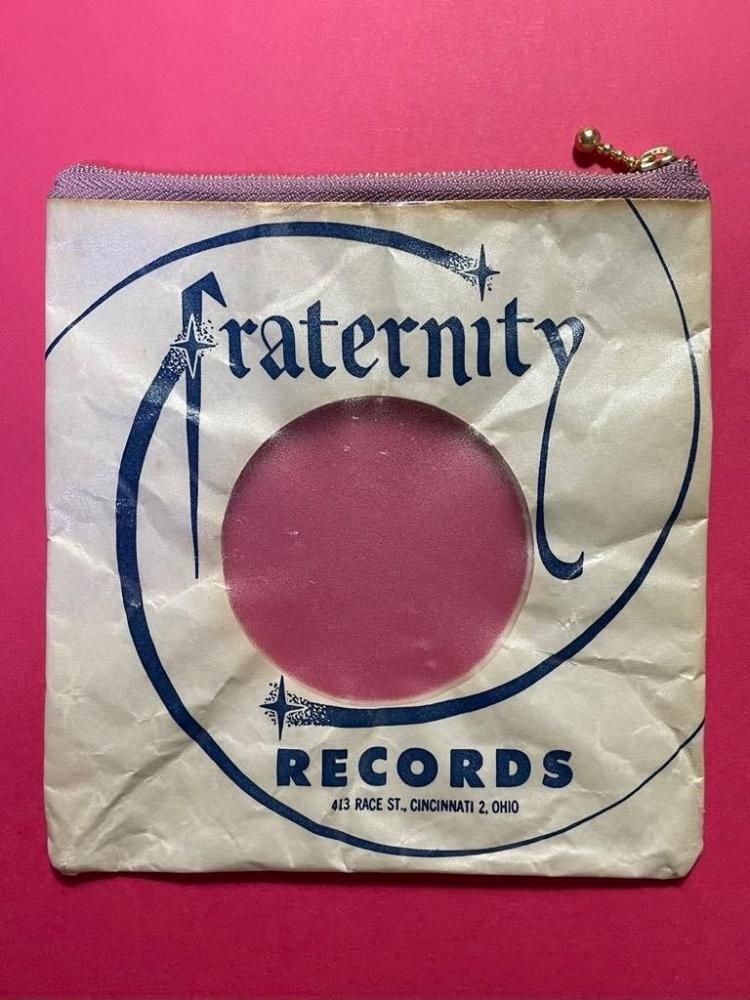 fraternity
RECORDS
413 RACE ST., CINCINNATI 2, OHIO